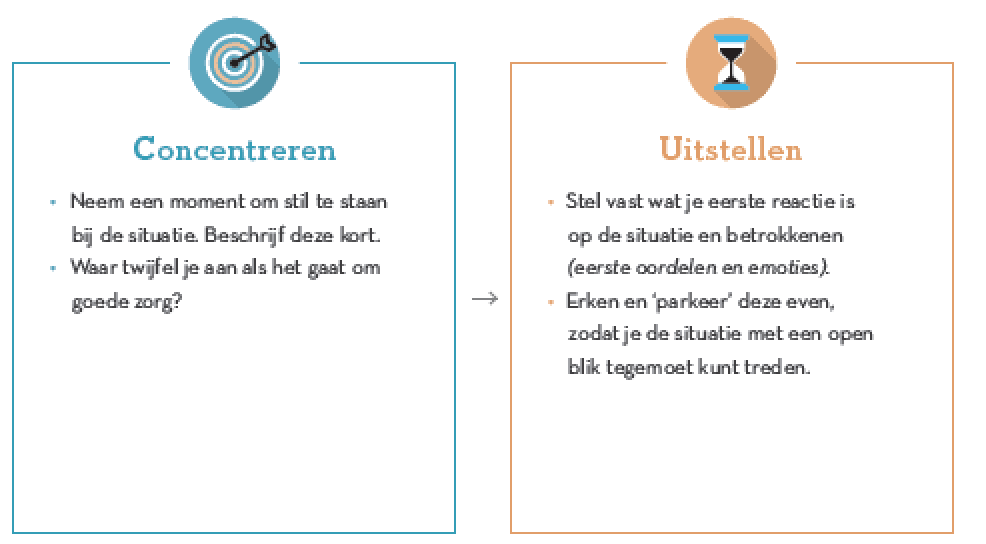 Concentreren
• Neem een moment om stil te staan
bij de situatie. Beschrijf deze kort.
• Waar twijfel je aan als het gaat om
goede zorg?
→
Uitstellen
• Stel vast wat je eerste reactie is
op de situatie en betrokkenen
(eerste oordelen en emoties).
• Erken en ‘parkeer’ deze even,
zodat je de situatie met een open
blik tegemoet kunt treden.